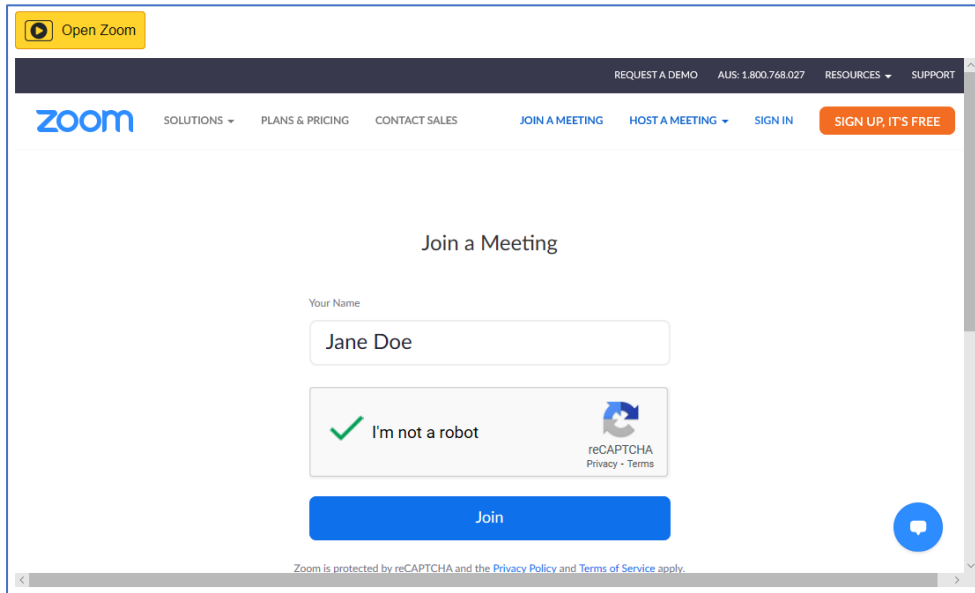 Open Zoom
REQUEST A DEMO AUS: 1.800.768.027 RESOURCES SUPPORT
zoom SOLUTIONS PLANS & PRICING CONTACT SALES JOIN A MEETING HOST A MEETING SIGN IN SIGN UP, IT'S FREE
Join a Meeting
Your Name
Jane Doe
I'm not a robot
reCAPTCHA
Privacy - Terms
Join
Zoom is protected by reCAPTCHA and the Privacy Policy and Terms of Service apply.